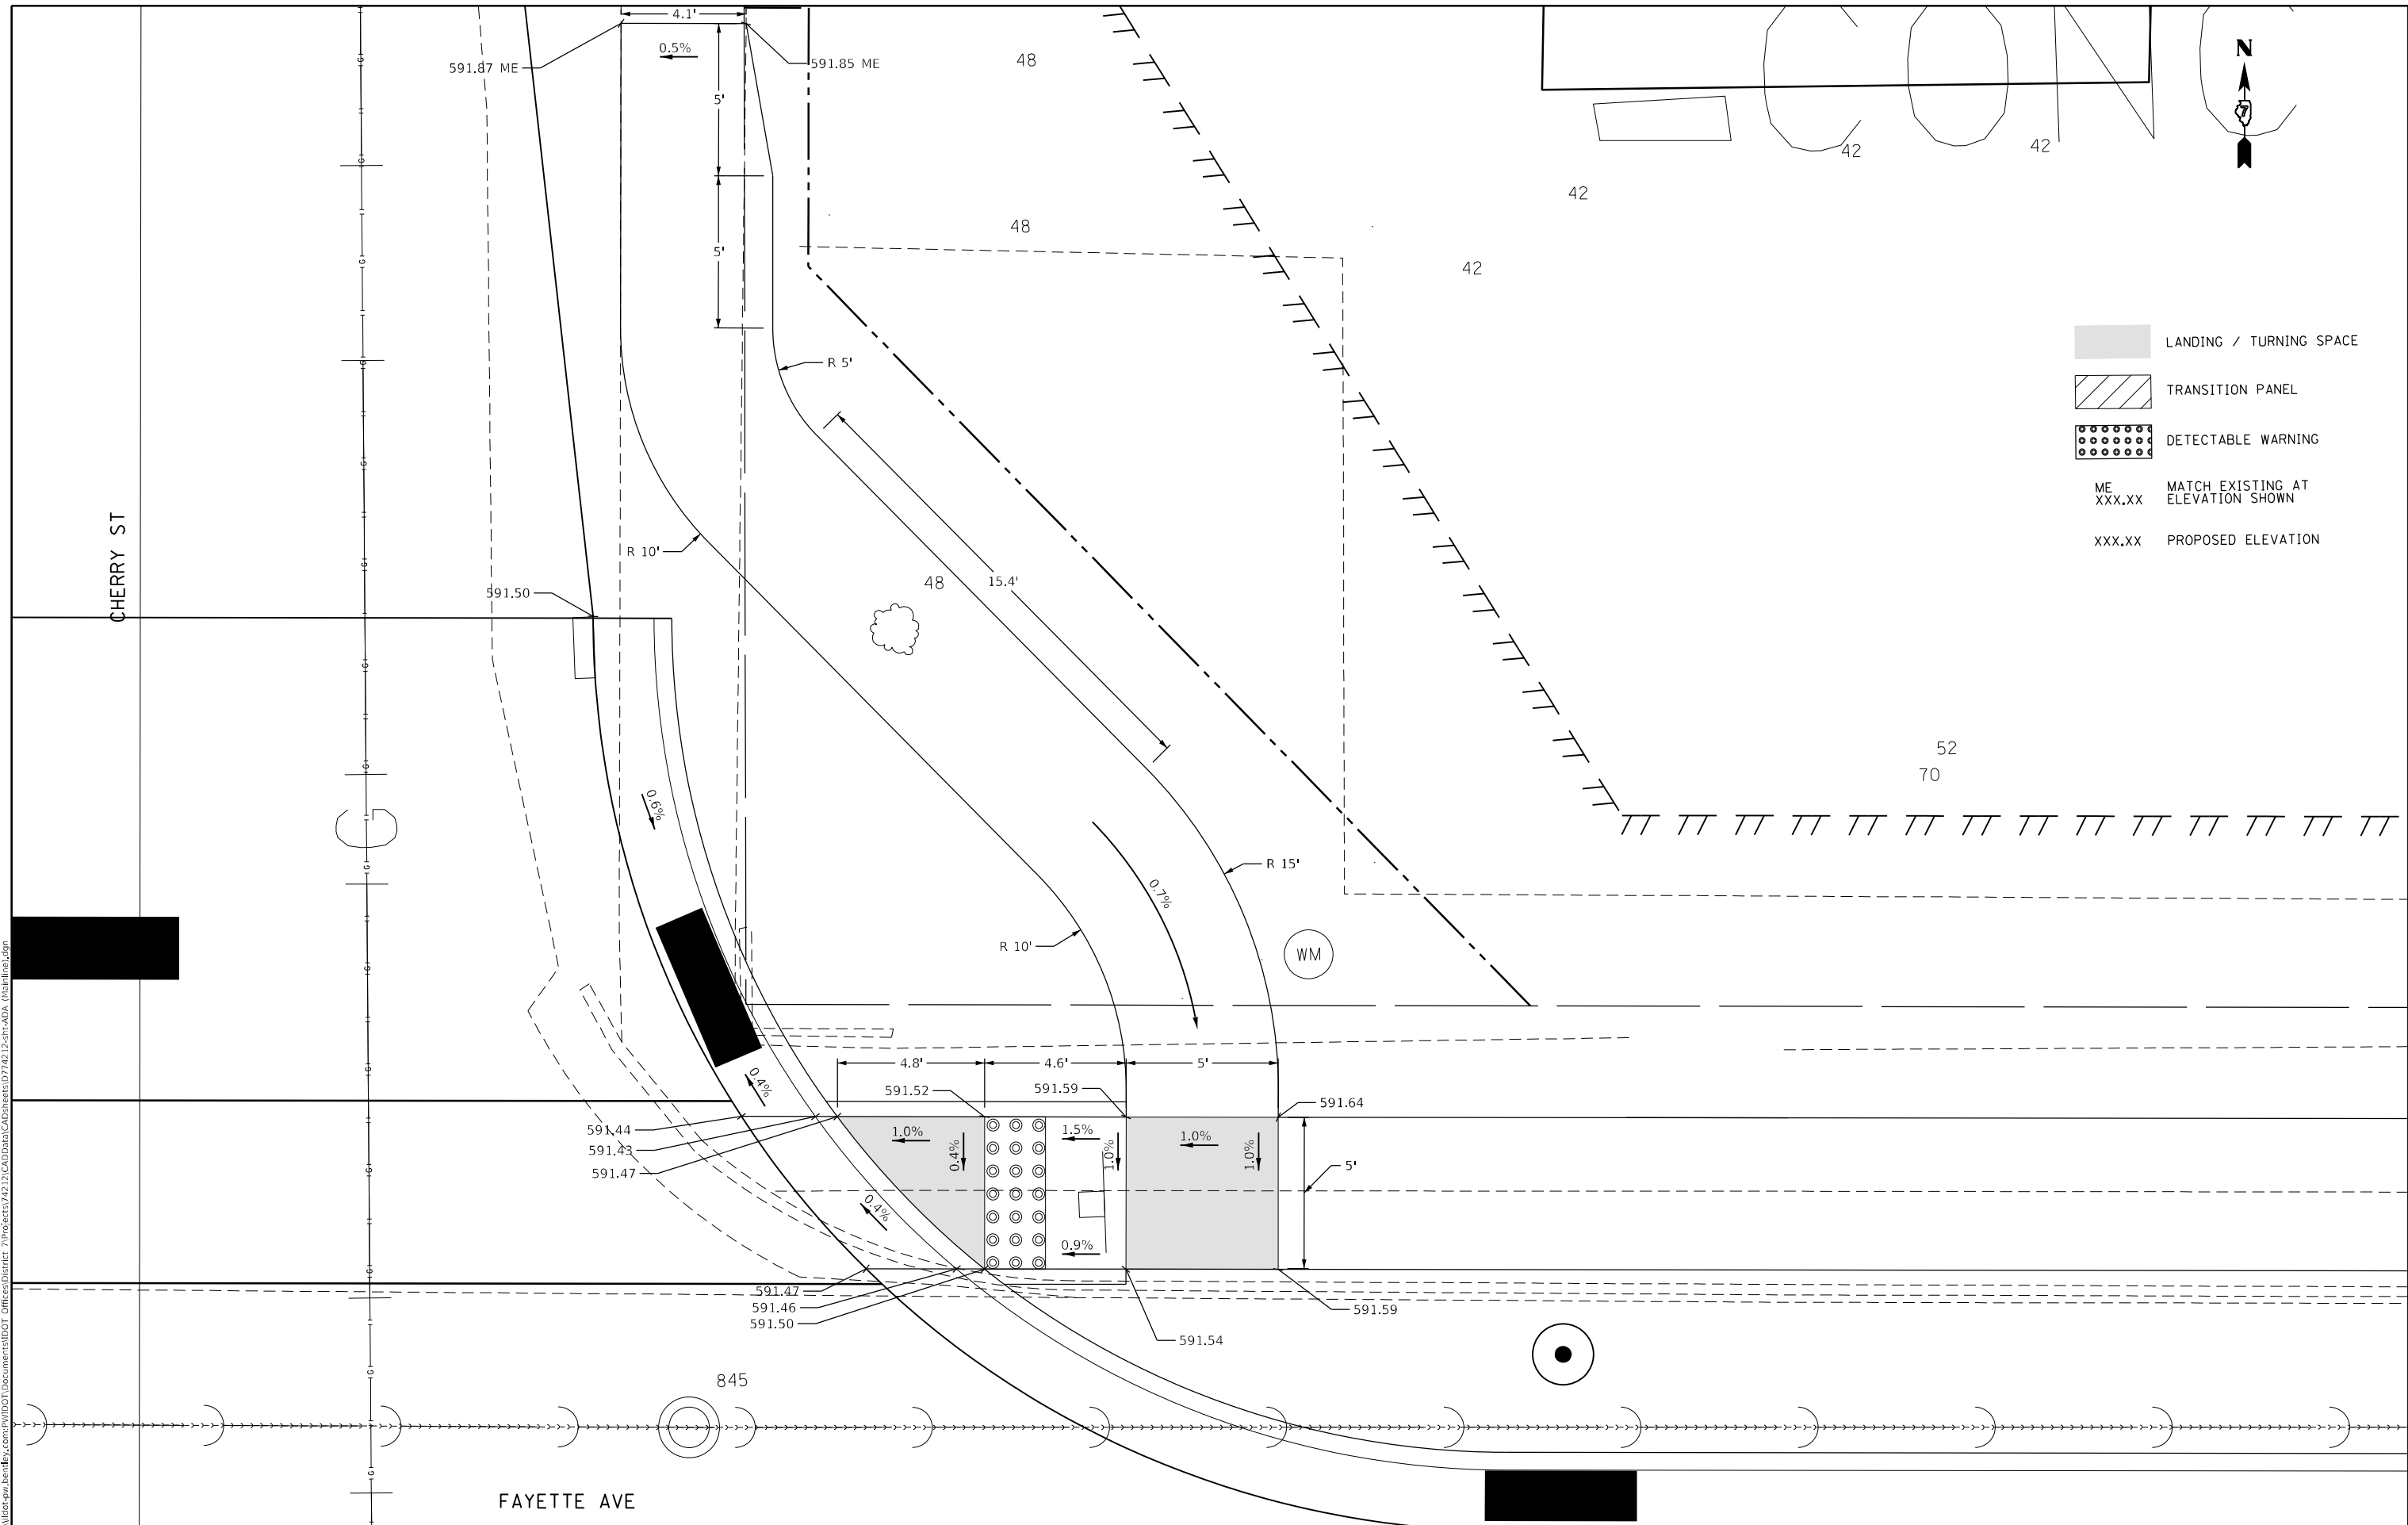 4.1'
0.5%
591.87 ME
591.85 ME
5'
5'
48
48
42
42
42
42
N
7
LANDING / TURNING SPACE
TRANSITION PANEL
DETECTABLE WARNING
ME
XXX.XX
MATCH EXISTING AT
ELEVATION SHOWN
XXX.XX
PROPOSED ELEVATION
R 5'
R 10'
48
15.4'
591.50
CHERRY ST
52
70
0.6%
G
0.7%
R 15'
R 10'
WM
0.4%
4.8'
4.6'
5'
591.52
591.59
591.64
591.44
591.43
591.47
1.0%
0.4%
1.5%
1.0%
1.0%
1.0%
5'
0.4%
0.9%
591.47
591.46
591.50
591.54
591.59
845
FAYETTE AVE